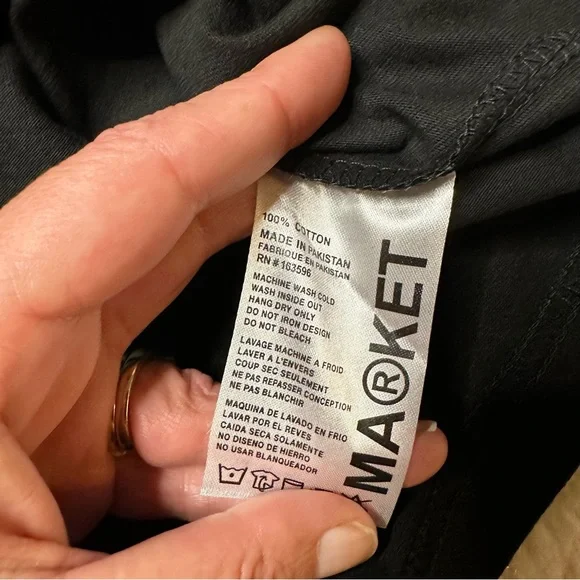 100% COTTON
MADE IN PAKISTAN
FABRIQUE EN PAKISTAN
RN# 163596
MACHINE WASH COLD
WASH INSIDE OUT
HANG DRY ONLY
DO NOT IRON DESIGN
DO NOT BLEACH
LAVAGE MACHINE A FROID
LAVER A L'ENVERS
COUP SEC SEULEMENT
NE PAS REPASSER CONCEPTION
NE PAS BLANCHIR
MAQUINA DE LAVADO EN FRIO
LAVAR POR EL REVES
CAIDA SECA SOLAMENTE
NO DISENO DE HIERRO
NO USAR BLANQUEADOR
MA®KET